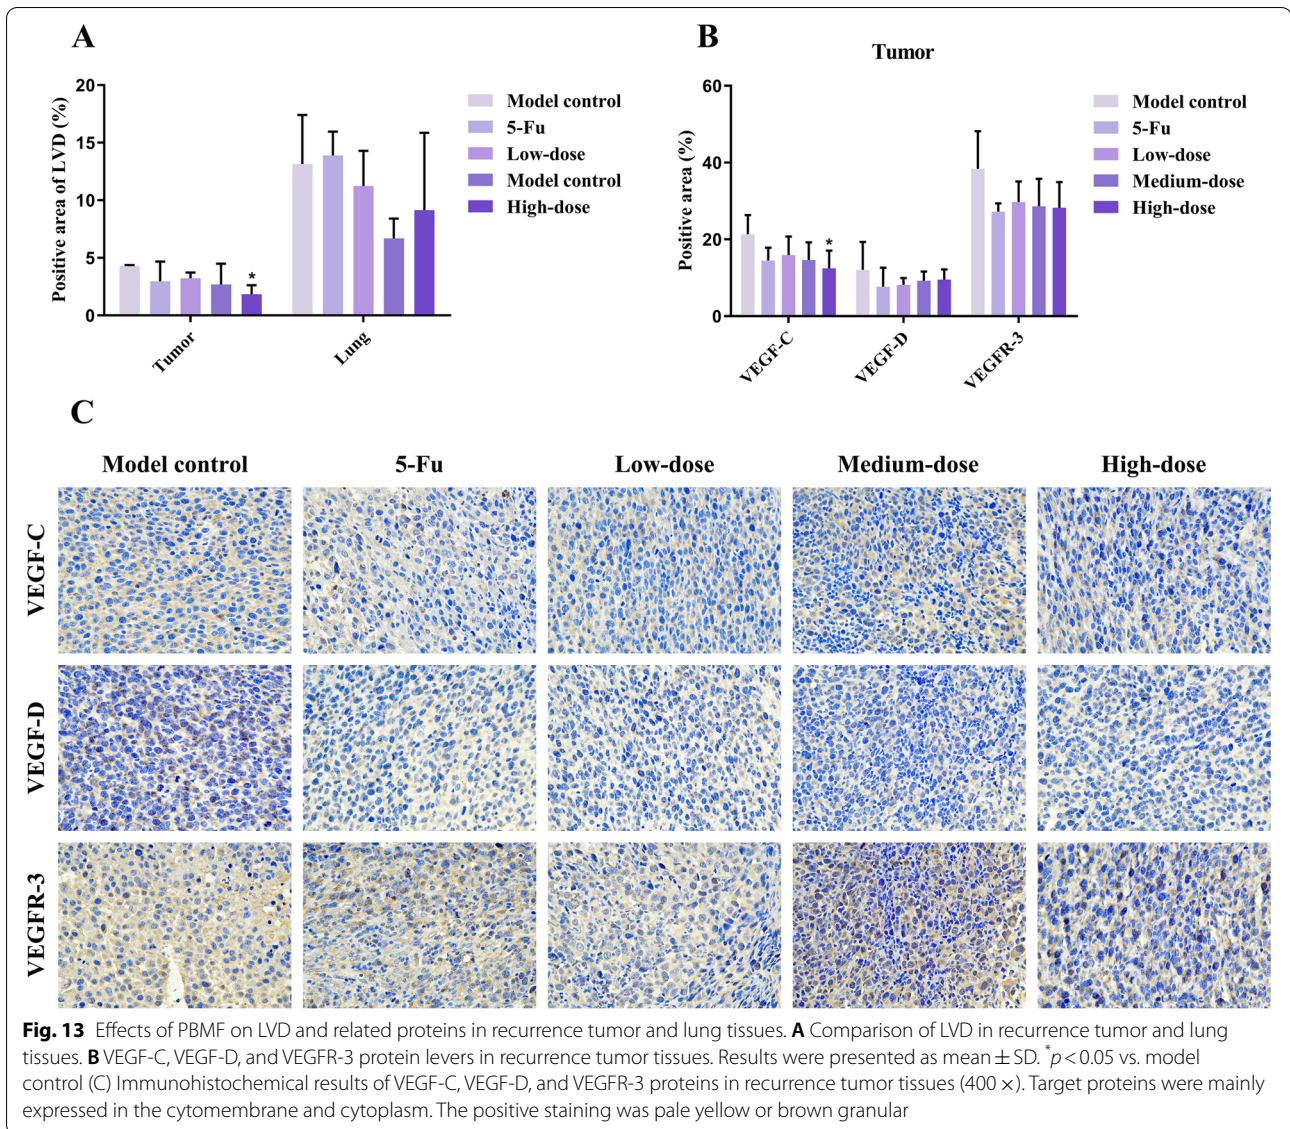 A
Positive area of LVD (%)
20
15
10
5
0
Tumor
Lung
Model control
5-Fu
Low-dose
Model control
High-dose
*
B
Tumor
Positive area (%)
60
40
20
0
VEGF-C
VEGF-D
VEGFR-3
Model control
5-Fu
Low-dose
Medium-dose
High-dose
*
C
Model control 5-Fu Low-dose Medium-dose High-dose
VEGF-C
VEGF-D
VEGFR-3
Fig. 13 Effects of PBMF on LVD and related proteins in recurrence tumor and lung tissues. A Comparison of LVD in recurrence tumor and lung
tissues. B VEGF-C, VEGF-D, and VEGFR-3 protein levers in recurrence tumor tissues. Results were presented as mean ± SD. *p < 0.05 vs. model
control (C) Immunohistochemical results of VEGF-C, VEGF-D, and VEGFR-3 proteins in recurrence tumor tissues (400 ×). Target proteins were mainly
expressed in the cytomembrane and cytoplasm. The positive staining was pale yellow or brown granular